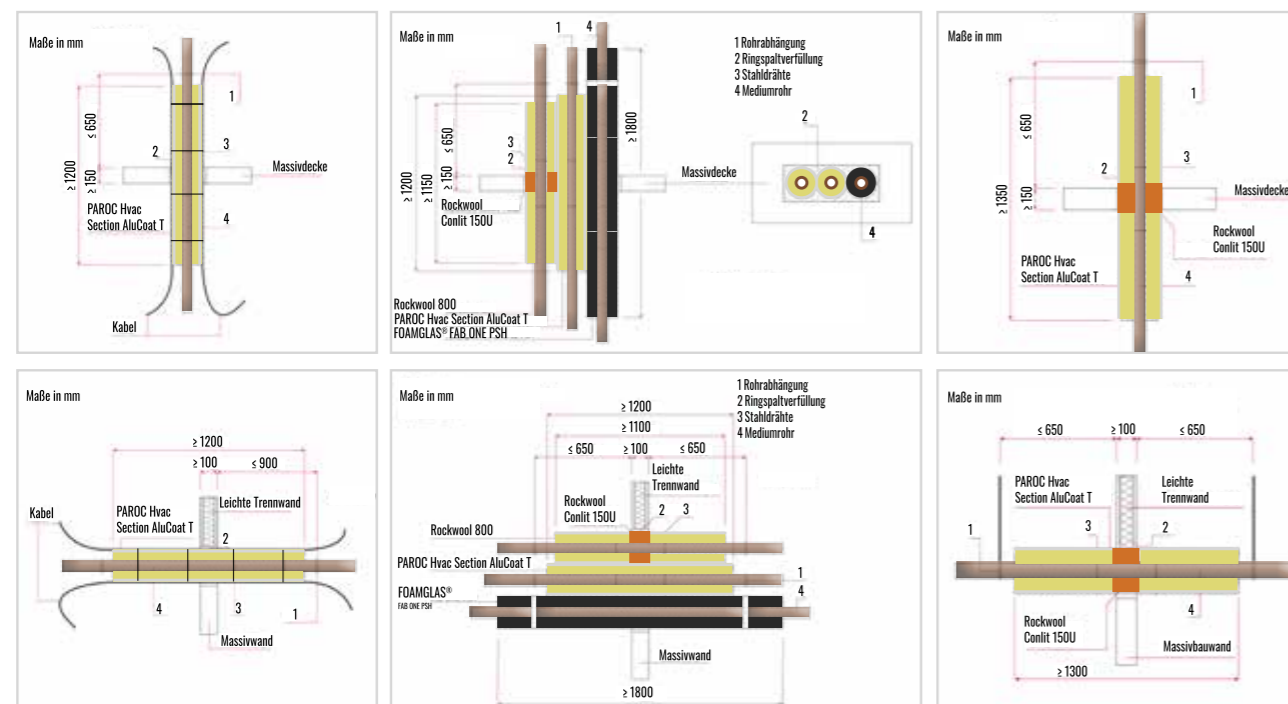 Maße in mm
1
≤ 650
≥ 1200
2
3
Massivdecke
≥ 150
PAROC Hvac
Section AluCoat T
4
Kabel
Maße in mm
1
4
1 Rohrabhängung
2 Ringspaltverfüllung
3 Stahldrähte
4 Mediumrohr
≥ 1800
≤ 650
3
2
≥ 1200
≥ 1150
≥ 150
Rockwool
Conlit 150U
Massivdecke
2
4
Rockwool 800
PAROC Hvac Section AluCoat T
FOAMGLAS® FAB ONE PSH
Maße in mm
1
≤ 650
3
2
≥ 1350
≥ 150
Massivdecke
Rockwool
Conlit 150U
PAROC Hvac
Section AluCoat T
4
Maße in mm
≥ 1200
≥ 100
≤ 900
Kabel
PAROC Hvac
Section AluCoat T
Leichte Trennwand
2
4
3
1
Massivwand
Maße in mm
1 Rohrabhängung
2 Ringspaltverfüllung
3 Stahldrähte
4 Mediumrohr
≥ 1200
≥ 1100
≤ 650
≥ 100
≤ 650
Leichte
Trennwand
Rockwool
Conlit 150U
2
3
Rockwool 800
PAROC Hvac Section AluCoat T
1
FOAMGLAS®
FAB ONE PSH
4
Massivwand
≥ 1800
Maße in mm
≤ 650
≥ 100
≤ 650
PAROC Hvac
Section AluCoat T
Leichte
Trennwand
1
3
2
4
Rockwool
Conlit 150U
Massivbauwand
≥ 1300